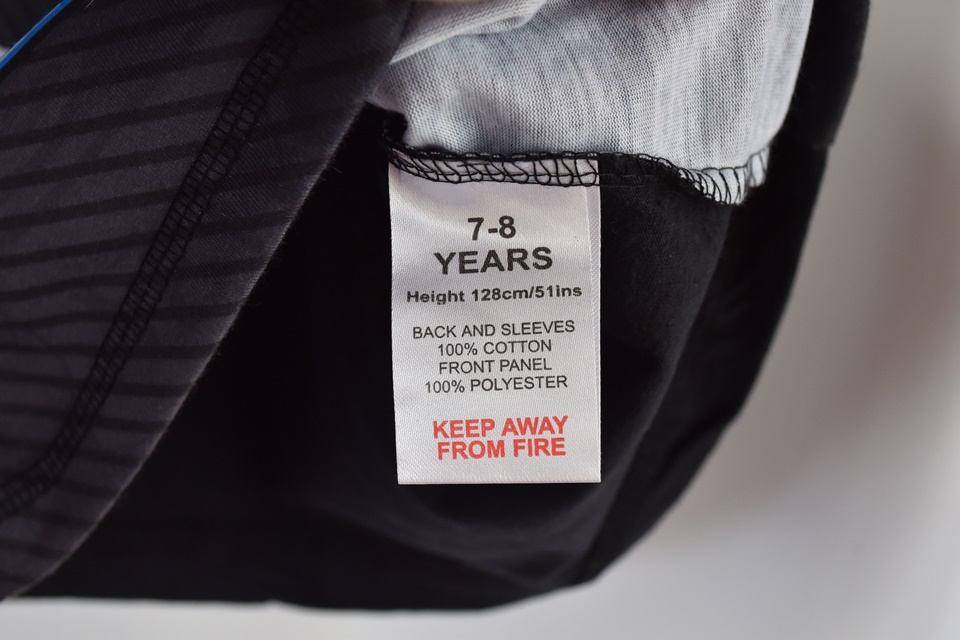 7-8
YEARS
Height 128cm/51ins
BACK AND SLEEVES
100% COTTON
FRONT PANEL
100% POLYESTER
KEEP AWAY
FROM FIRE